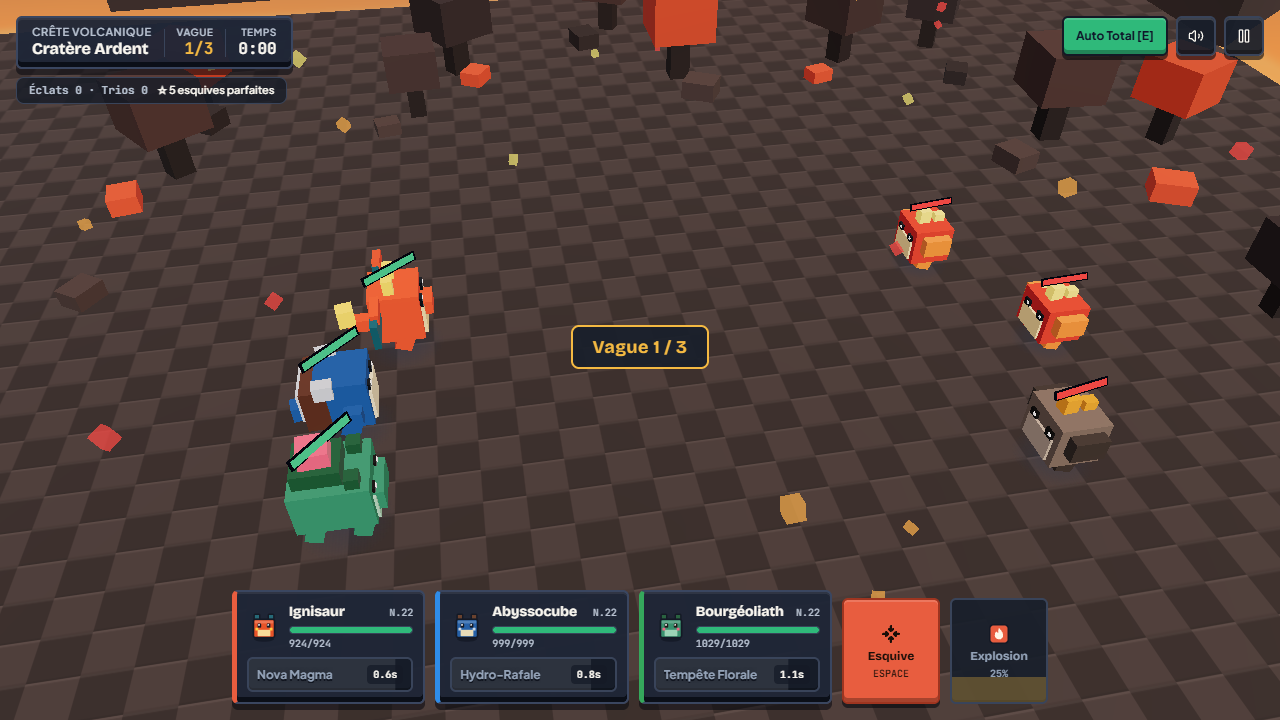 CRÊTE VOLCANIQUE
Cratère Ardent
VAGUE
1/3
TEMPS
0:00
Éclats 0 · Trios 0 ★ 5 esquives parfaites
Auto Total [E]
Vague 1 / 3
Ignisaur N.22
924/924
Nova Magma 0.6s
Abyssocube N.22
999/999
Hydro-Rafale 0.8s
Bourgéoliath N.22
1029/1029
Tempête Florale 1.1s
Esquive
ESPACE
Explosion
25%